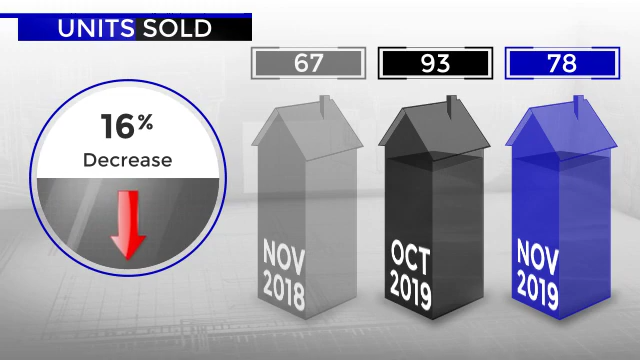 UNITS SOLD
67
93
78
16%
Decrease
NOV
2018
OCT
2019
NOV
2019